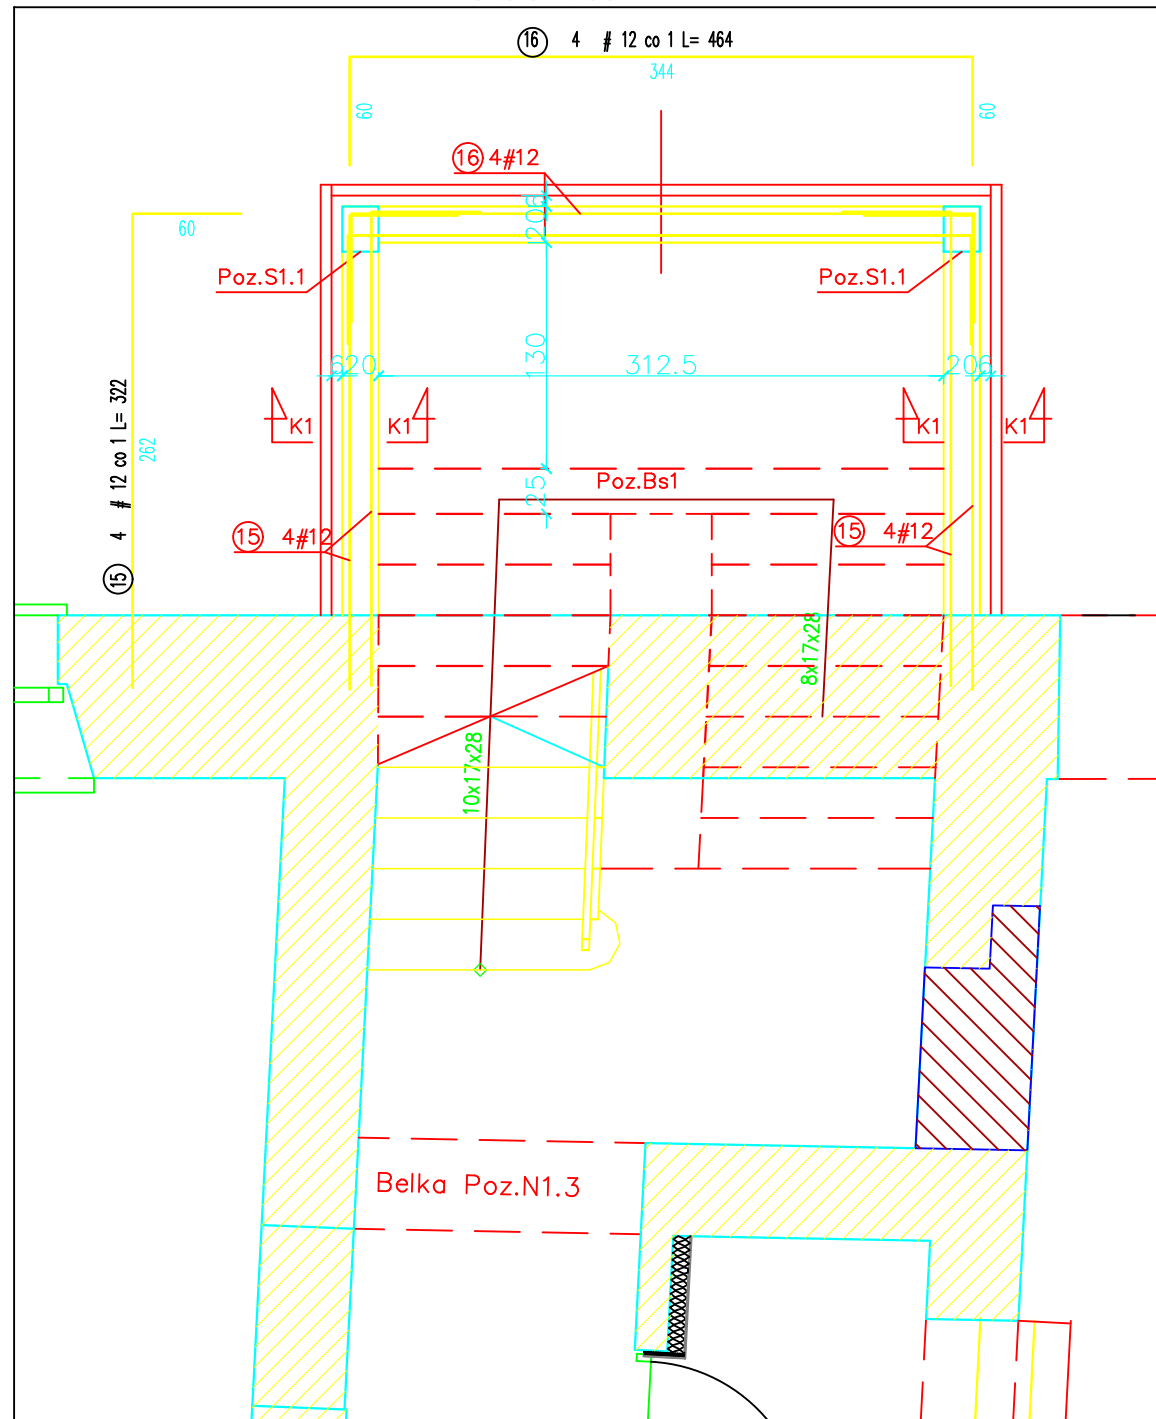 16 4 # 12 co 1 L= 464
344
60
60
16 4#12
60
206
Poz.S1.1
Poz.S1.1
130
620
312.5
206
15 4 # 12 co 1 L= 322
262
K1
K1
K1
K1
25
Poz.Bs1
15 4#12
15 4#12
8x17x28
10x17x28
Belka Poz.N1.3